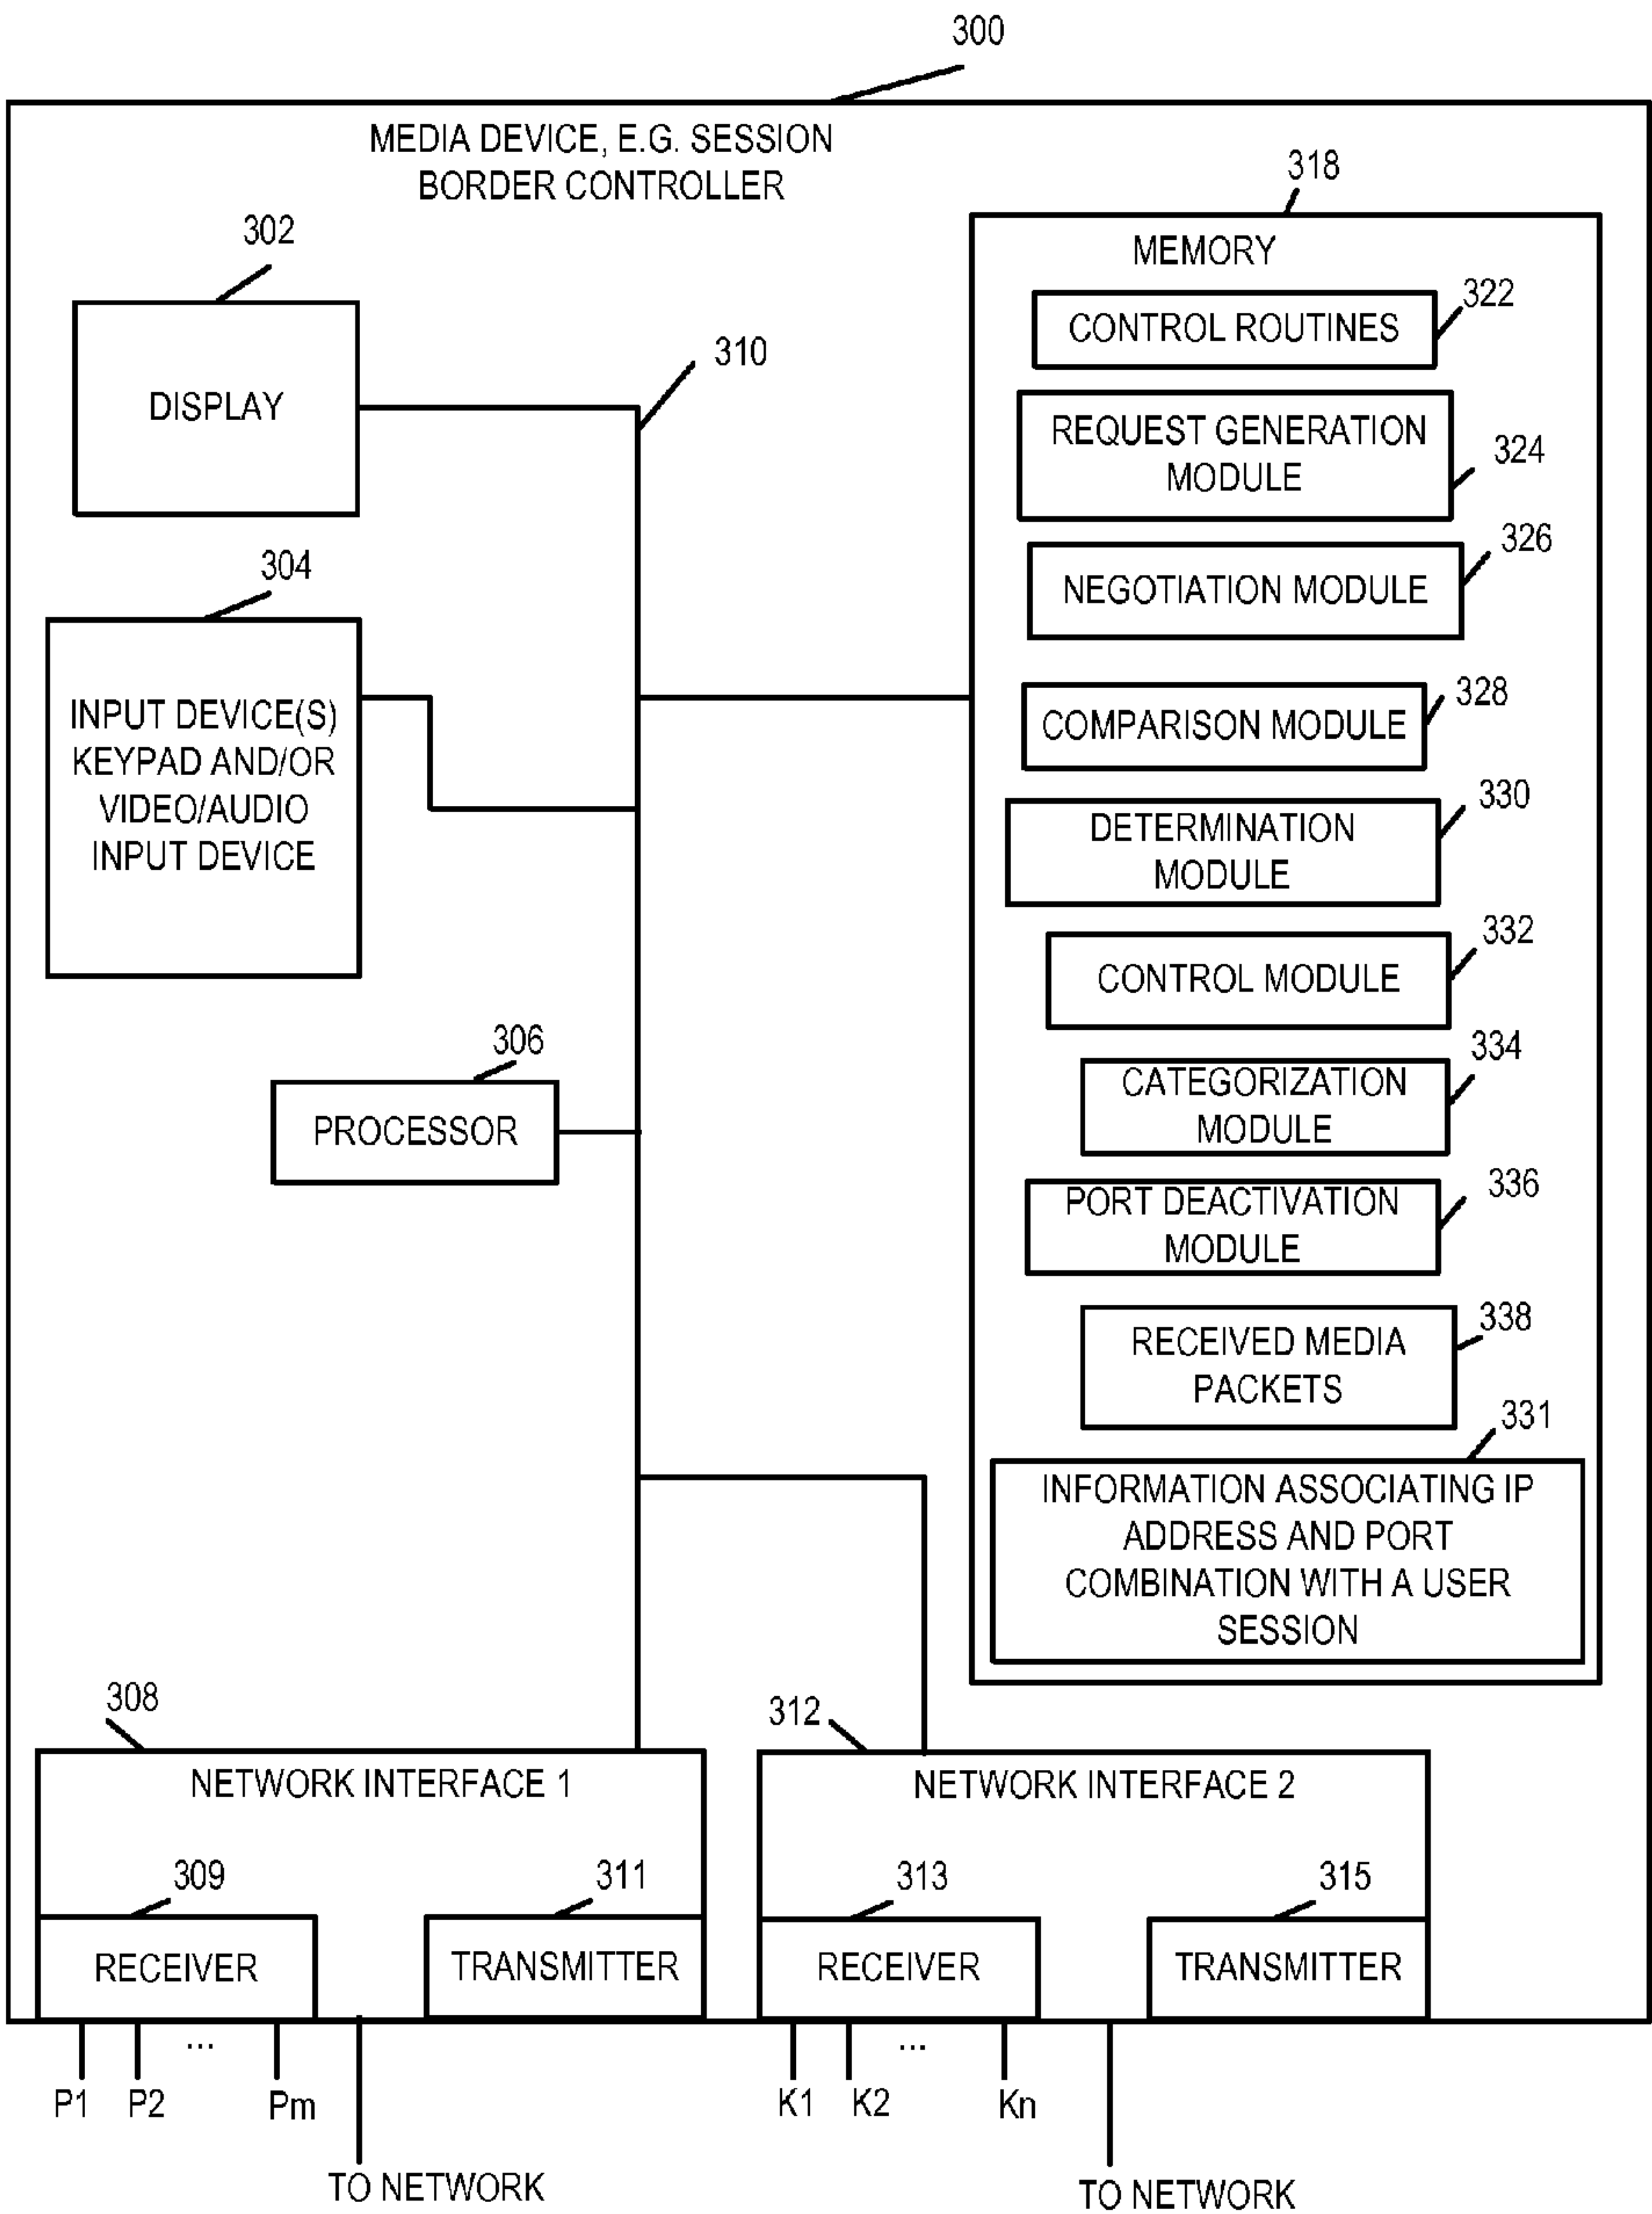 300
MEDIA DEVICE, E.G. SESSION
BORDER CONTROLLER
302
DISPLAY
310
304
INPUT DEVICE(S)
KEYPAD AND/OR
VIDEO/AUDIO
INPUT DEVICE
306
PROCESSOR
318
MEMORY
322
CONTROL ROUTINES
REQUEST GENERATION
MODULE
324
326
NEGOTIATION MODULE
328
COMPARISON MODULE
330
DETERMINATION
MODULE
332
CONTROL MODULE
334
CATEGORIZATION
MODULE
336
PORT DEACTIVATION
MODULE
338
RECEIVED MEDIA
PACKETS
331
INFORMATION ASSOCIATING IP
ADDRESS AND PORT
COMBINATION WITH A USER
SESSION
308
NETWORK INTERFACE 1
309
RECEIVER
311
TRANSMITTER
P1 P2 ... Pm
TO NETWORK
312
NETWORK INTERFACE 2
313
RECEIVER
315
TRANSMITTER
K1 K2 ... Kn
TO NETWORK